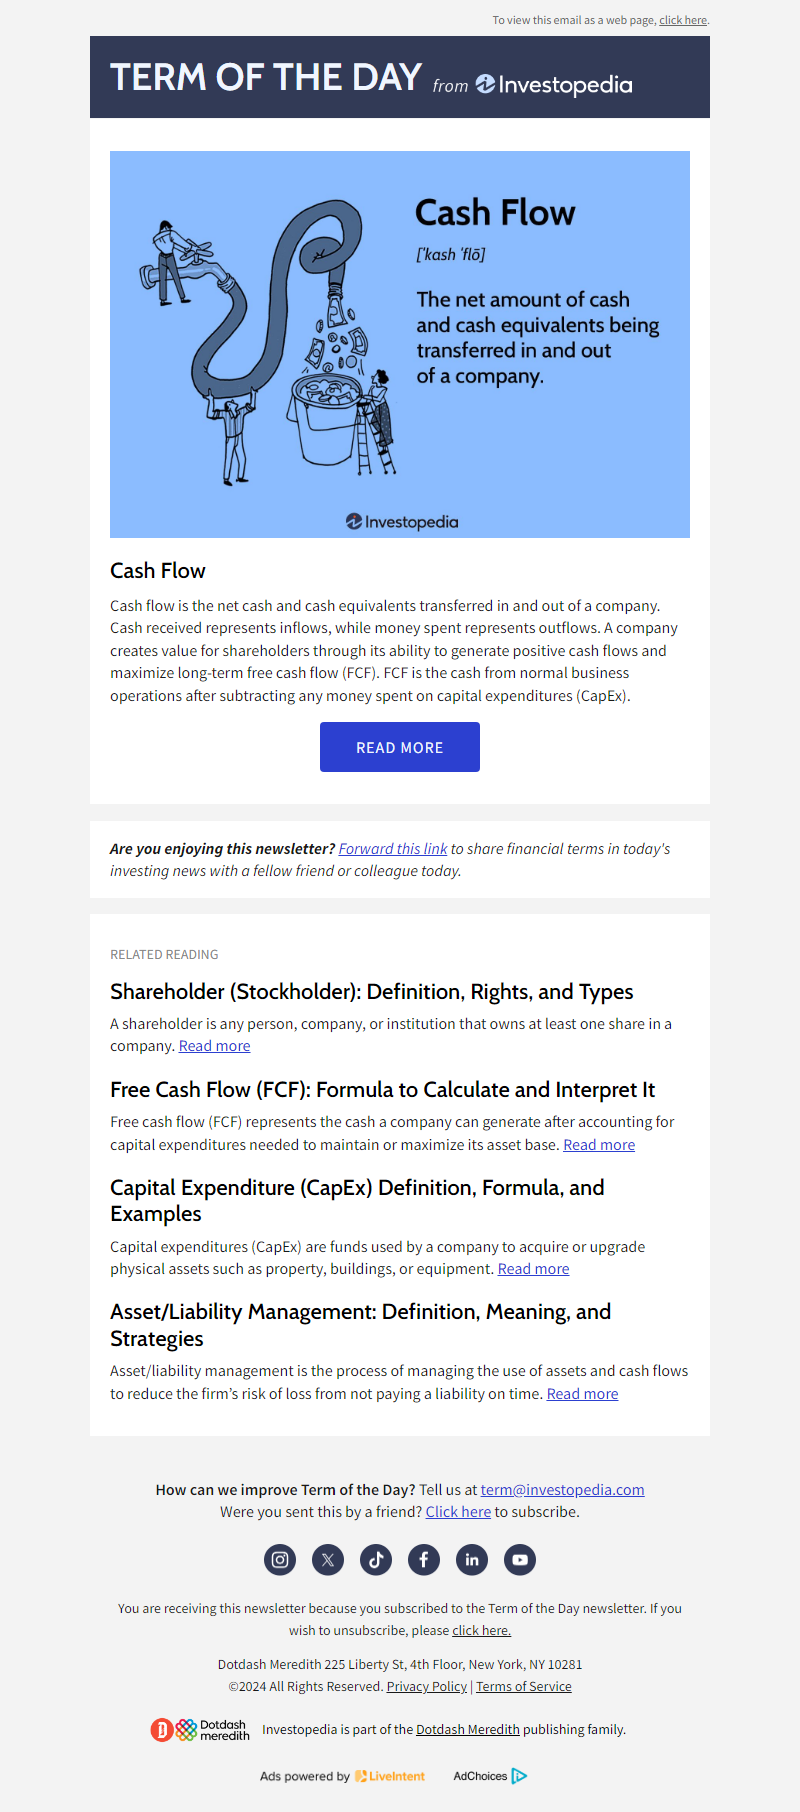 To view this email as a web page, click here.
TERM OF THE DAY from Investopedia
Cash Flow
['kash 'flō]
The net amount of cash
and cash equivalents being
transferred in and out
of a company.
Investopedia
Cash Flow
Cash flow is the net cash and cash equivalents transferred in and out of a company.
Cash received represents inflows, while money spent represents outflows. A company
creates value for shareholders through its ability to generate positive cash flows and
maximize long-term free cash flow (FCF). FCF is the cash from normal business
operations after subtracting any money spent on capital expenditures (CapEx).
READ MORE
Are you enjoying this newsletter? Forward this link to share financial terms in today's
investing news with a fellow friend or colleague today.
RELATED READING
Shareholder (Stockholder): Definition, Rights, and Types
A shareholder is any person, company, or institution that owns at least one share in a
company. Read more
Free Cash Flow (FCF): Formula to Calculate and Interpret It
Free cash flow (FCF) represents the cash a company can generate after accounting for
capital expenditures needed to maintain or maximize its asset base. Read more
Capital Expenditure (CapEx) Definition, Formula, and
Examples
Capital expenditures (CapEx) are funds used by a company to acquire or upgrade
physical assets such as property, buildings, or equipment. Read more
Asset/Liability Management: Definition, Meaning, and
Strategies
Asset/liability management is the process of managing the use of assets and cash flows
to reduce the firm’s risk of loss from not paying a liability on time. Read more
How can we improve Term of the Day? Tell us at term@investopedia.com
Were you sent this by a friend? Click here to subscribe.
You are receiving this newsletter because you subscribed to the Term of the Day newsletter. If you
wish to unsubscribe, please click here.
Dotdash Meredith 225 Liberty St, 4th Floor, New York, NY 10281
©2024 All Rights Reserved. Privacy Policy | Terms of Service
Dotdash
meredith
Investopedia is part of the Dotdash Meredith publishing family.
Ads powered by LiveIntent AdChoices